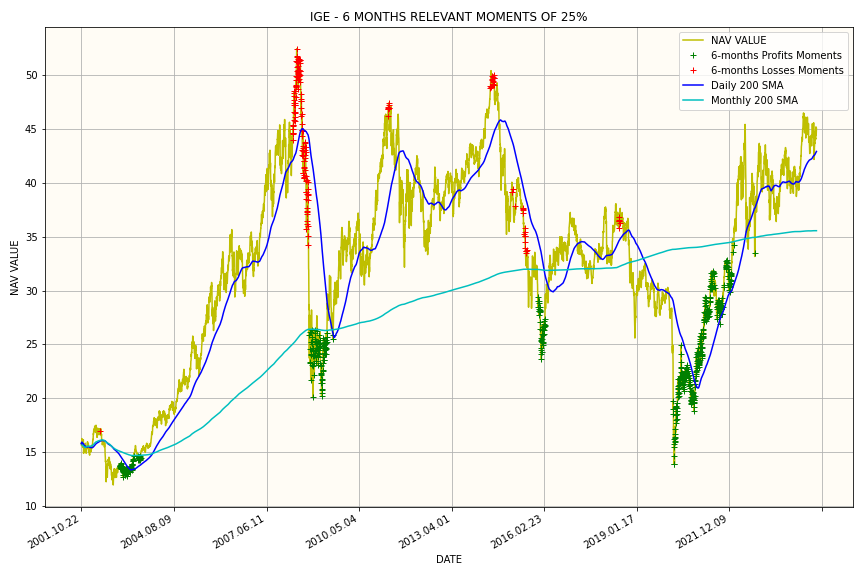 IGE - 6 MONTHS RELEVANT MOMENTS OF 25%
NAV VALUE
6-months Profits Moments
6-months Losses Moments
Daily 200 SMA
Monthly 200 SMA
50
45
40
35
30
25
20
15
10
NAV VALUE
2001.10.22
2004.08.09
2007.06.11
2010.05.04
2013.04.01
2016.02.23
2019.01.17
2021.12.09
DATE